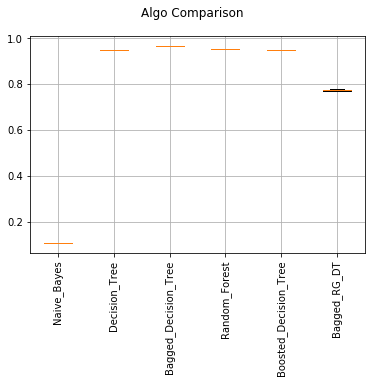 Algo Comparison
1.0
0.8
0.6
0.4
0.2
Naive_Bayes
Decision_Tree
Bagged_Decision_Tree
Random_Forest
Boosted_Decision_Tree
Bagged_RG_DT